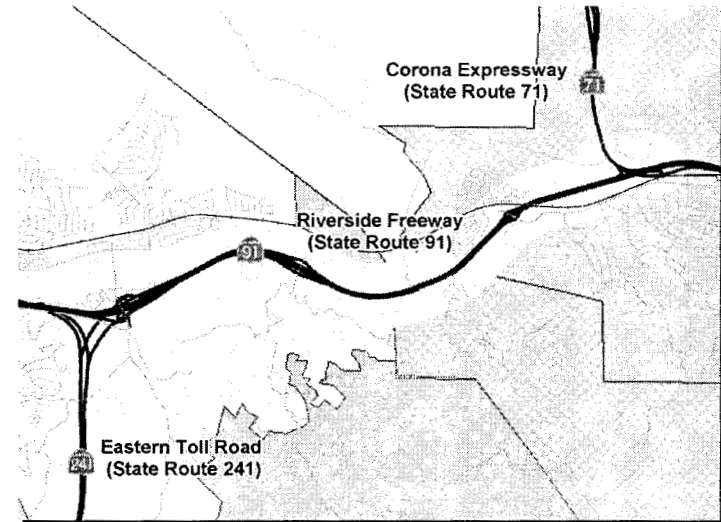 Corona Expressway
(State Route 71)
71
Riverside Freeway
(State Route 91)
91
Eastern Toll Road
(State Route 241)
241